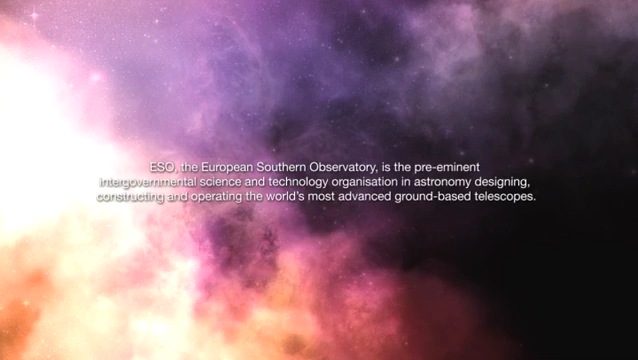 ESO, the European Southern Observatory, is the pre-eminent
intergovernmental science and technology organisation in astronomy designing,
constructing and operating the world's most advanced ground-based telescopes.